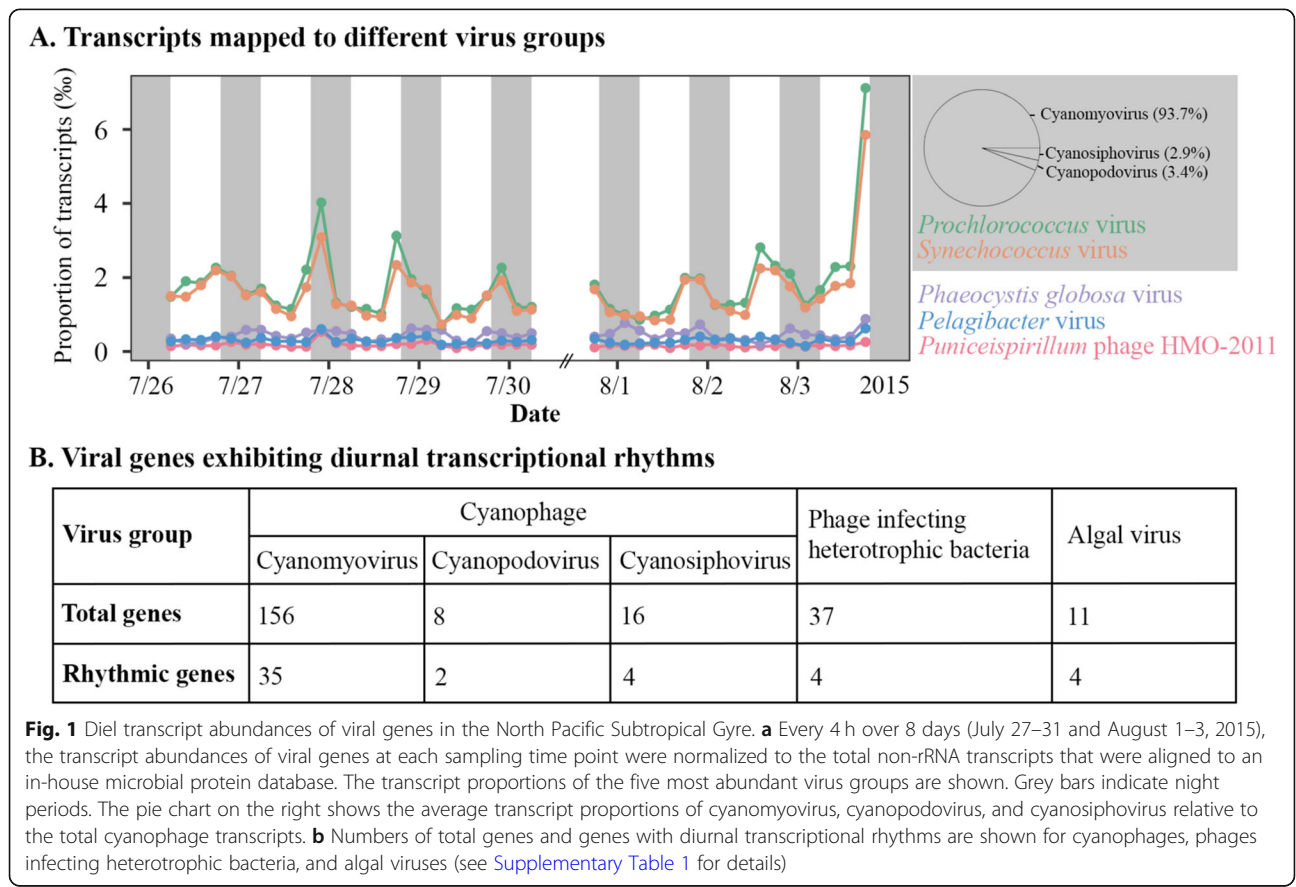 A. Transcripts mapped to different virus groups
Proportion of transcripts (‰)
6
4
2
0
7/26 7/27 7/28 7/29 7/30 // 8/1 8/2 8/3 2015
Date
Cyanomyovirus (93.7%)
Cyanosiphovirus (2.9%)
Cyanopodovirus (3.4%)
Prochlorococcus virus
Synechococcus virus
Phaeocystis globosa virus
Pelagibacter virus
Puniceispirillum phage HMO-2011
B. Viral genes exhibiting diurnal transcriptional rhythms
Virus group
Cyanophage
Cyanomyovirus Cyanopodovirus Cyanosiphovirus
Phage infecting
heterotrophic bacteria
Algal virus
Total genes 156 8 16 37 11
Rhythmic genes 35 2 4 4 4
Fig. 1 Diel transcript abundances of viral genes in the North Pacific Subtropical Gyre. a Every 4 h over 8 days (July 27–31 and August 1–3, 2015),
the transcript abundances of viral genes at each sampling time point were normalized to the total non-rRNA transcripts that were aligned to an
in-house microbial protein database. The transcript proportions of the five most abundant virus groups are shown. Grey bars indicate night
periods. The pie chart on the right shows the average transcript proportions of cyanomyovirus, cyanopodovirus, and cyanosiphovirus relative to
the total cyanophage transcripts. b Numbers of total genes and genes with diurnal transcriptional rhythms are shown for cyanophages, phages
infecting heterotrophic bacteria, and algal viruses (see Supplementary Table 1 for details)